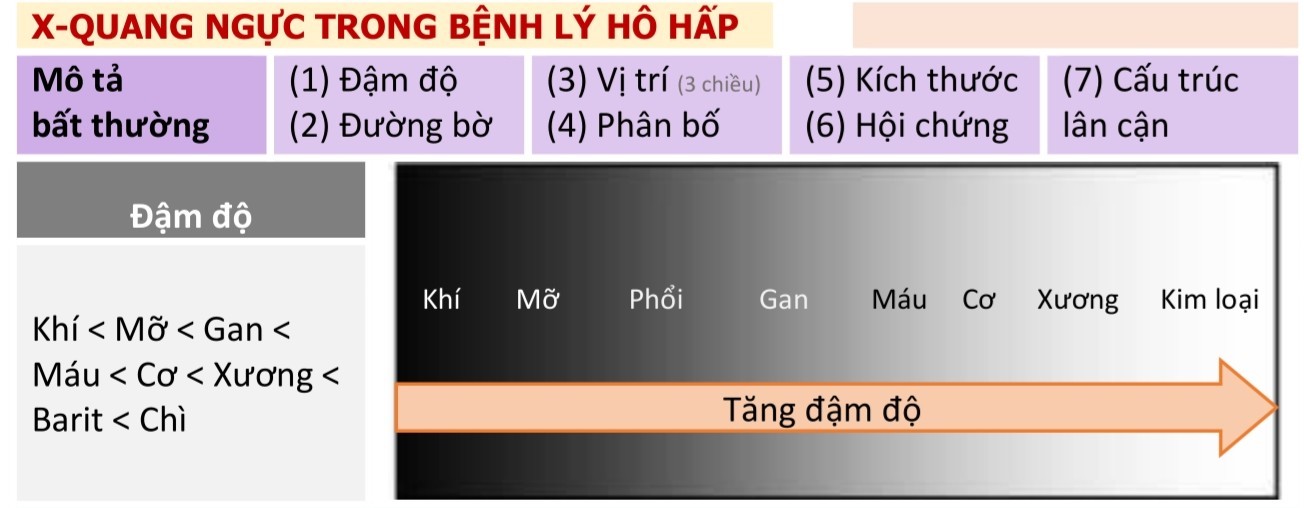 X-QUANG NGỰC TRONG BỆNH LÝ HÔ HẤP
Mô tả
bất thường
(1) Đậm độ
(2) Đường bờ
(3) Vị trí (3 chiều)
(4) Phân bố
(5) Kích thước
(6) Hội chứng
(7) Cấu trúc
lân cận
Đậm độ
Khí < Mỡ < Gan <
Máu < Cơ < Xương <
Barit < Chì
Khí Mỡ Phổi Gan Máu Cơ Xương Kim loại
Tăng đậm độ